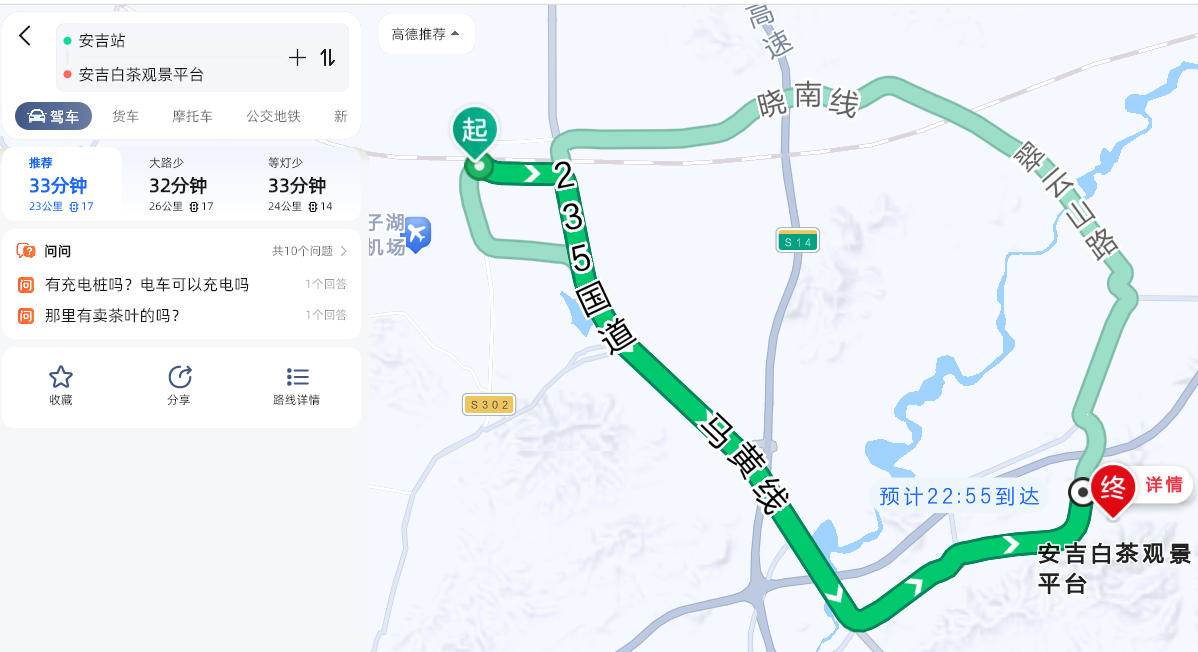 安吉站
安吉白茶观景平台
驾车 货车 摩托车 公交地铁 新
推荐 大路少 等灯少
33分钟 32分钟 33分钟
23公里 17 26公里 17 24公里 14
问问 共10个问题
问 有充电桩吗？电车可以充电吗 1个回答
问 那里有卖茶叶的吗？ 1个回答
收藏 分享 路线详情
高德推荐
高速
晓南线
起
翠云山路
235国道
子湖
机场
S14
S302
马黄线
预计22:55到达
终
详情
安吉白茶观景
平台